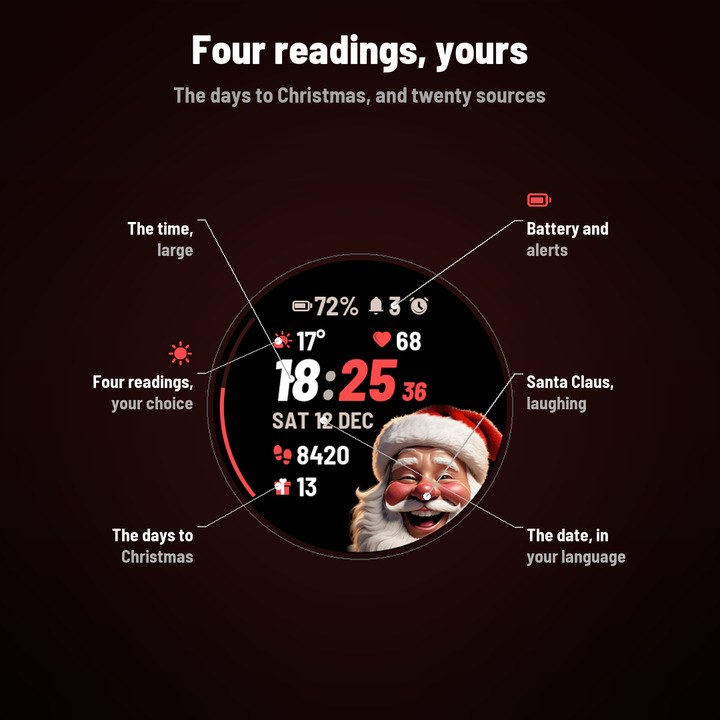 Four readings, yours
The days to Christmas, and twenty sources
The time,
large
Battery and
alerts
72% 3
17° 68
18:25 36
SAT 12 DEC
8420
13
Four readings,
your choice
Santa Claus,
laughing
The days to
Christmas
The date, in
your language